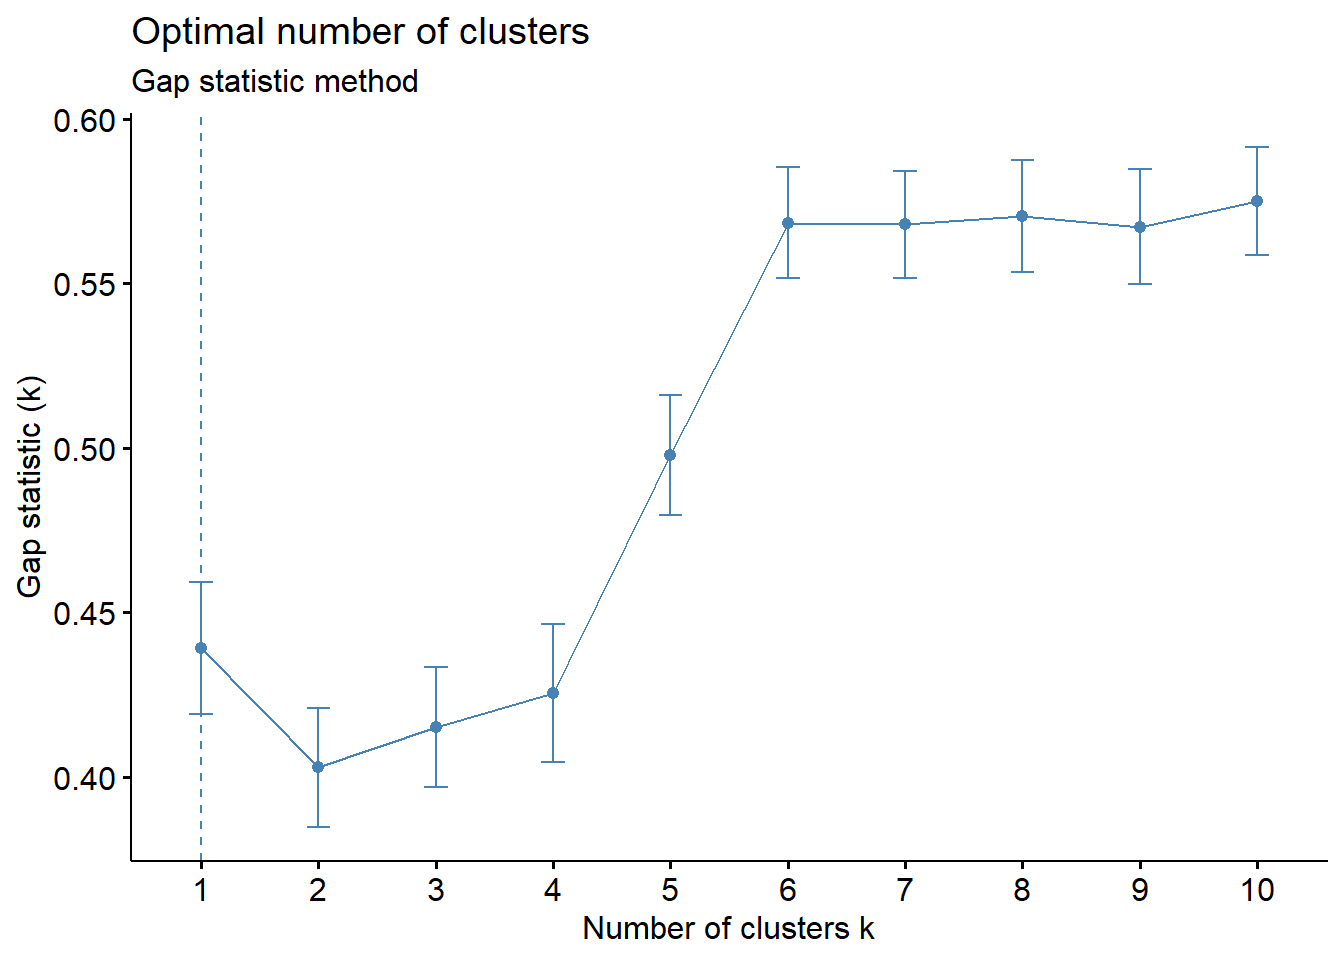 Optimal number of clusters
Gap statistic method
Gap statistic (k)
0.60
0.55
0.50
0.45
0.40
1 2 3 4 5 6 7 8 9 10
Number of clusters k